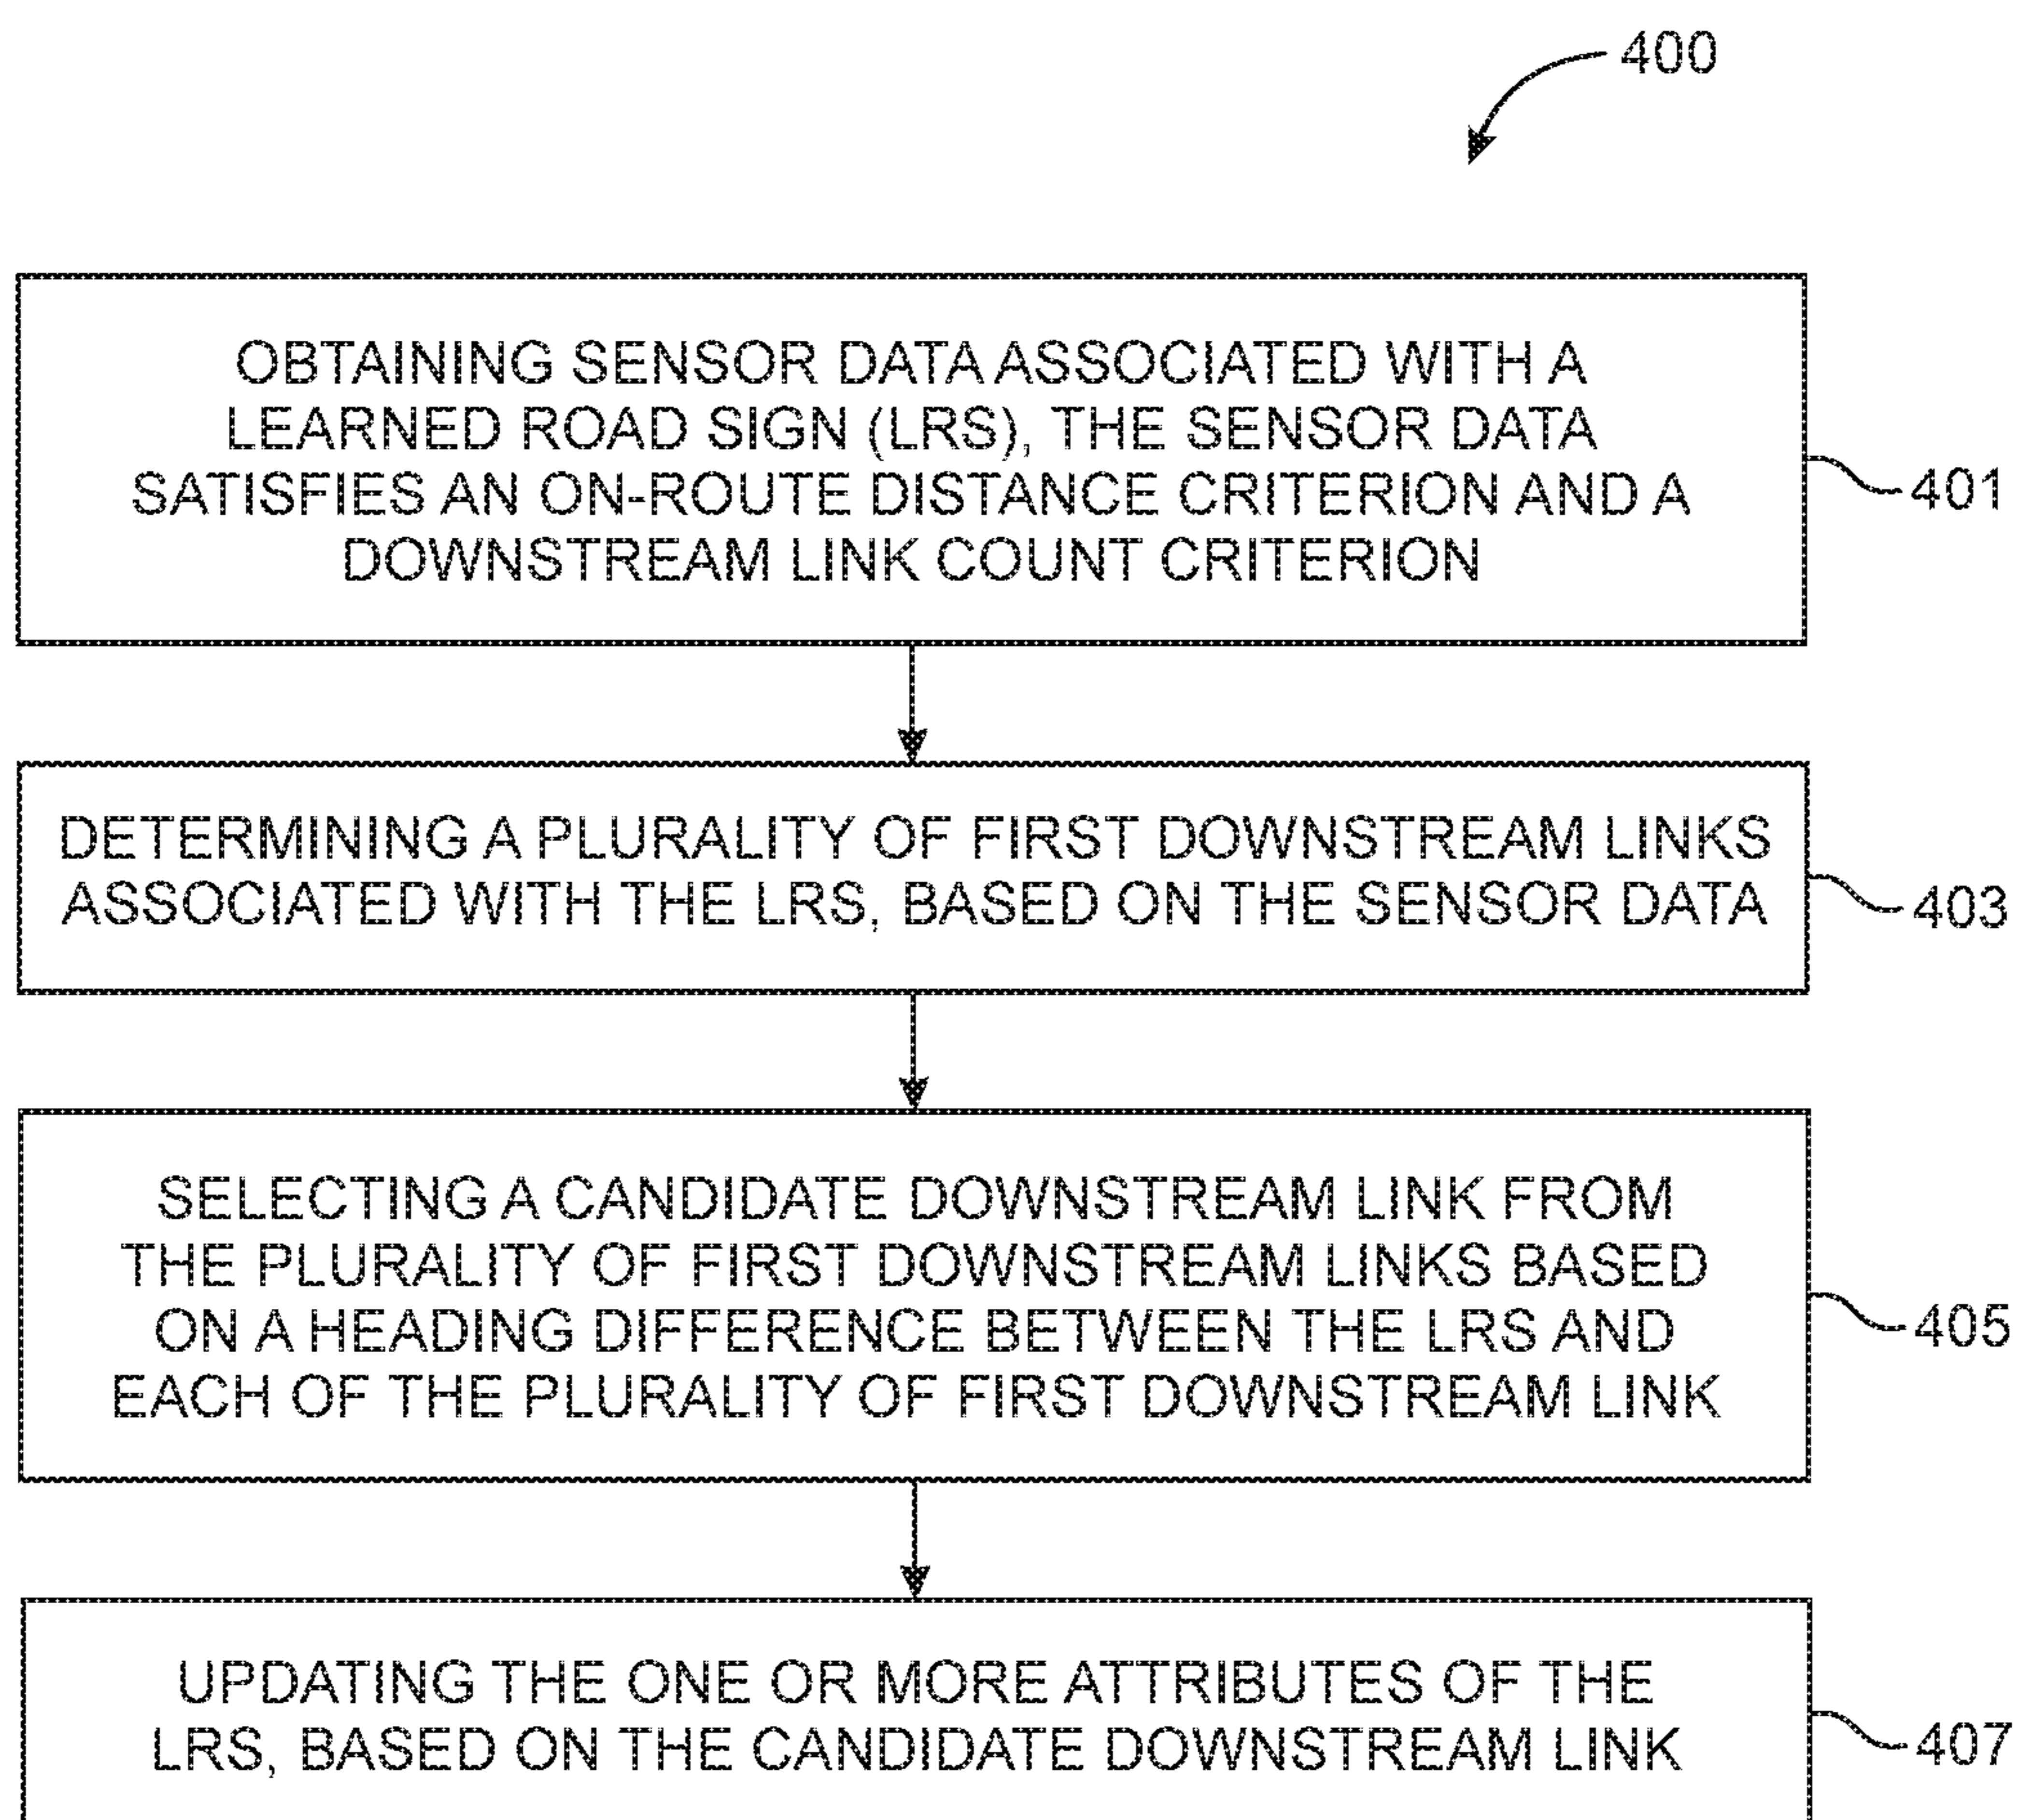 400
OBTAINING SENSOR DATA ASSOCIATED WITH A
LEARNED ROAD SIGN (LRS), THE SENSOR DATA
SATISFIES AN ON-ROUTE DISTANCE CRITERION AND A
DOWNSTREAM LINK COUNT CRITERION
401
DETERMINING A PLURALITY OF FIRST DOWNSTREAM LINKS
ASSOCIATED WITH THE LRS, BASED ON THE SENSOR DATA
403
SELECTING A CANDIDATE DOWNSTREAM LINK FROM
THE PLURALITY OF FIRST DOWNSTREAM LINKS BASED
ON A HEADING DIFFERENCE BETWEEN THE LRS AND
EACH OF THE PLURALITY OF FIRST DOWNSTREAM LINK
405
UPDATING THE ONE OR MORE ATTRIBUTES OF THE
LRS, BASED ON THE CANDIDATE DOWNSTREAM LINK
407